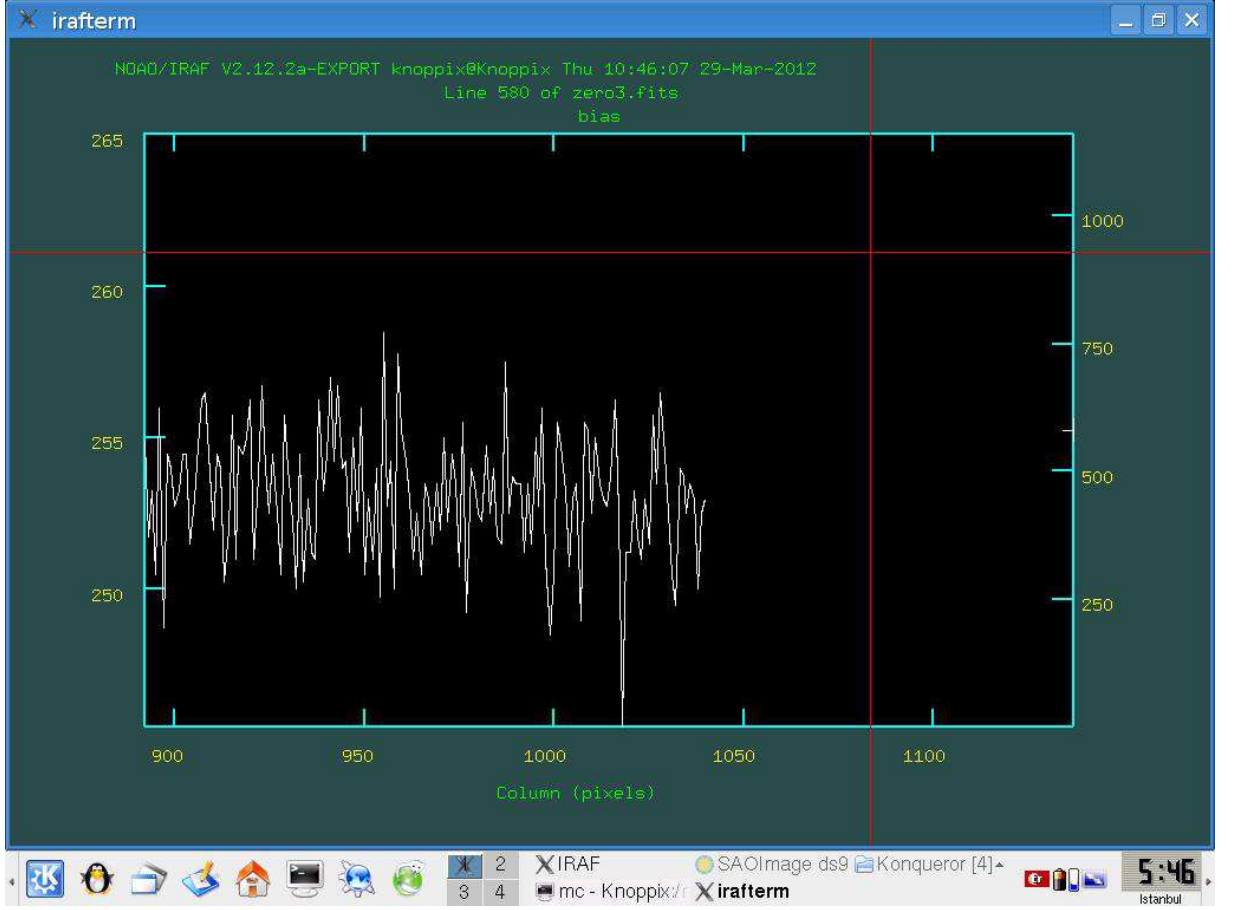 irafterm
NOAO/IRAF V2.12.2a-EXPORT knoppix@Knoppix Thu 10:46:07 29-Mar-2012
Line 580 of zero3.fits
bias
265
1000
260
750
255
500
250
250
900 950 1000 1050 1100
Column (pixels)
2 IRAF SAOImage ds9 Konqueror [4]
3 4 mc - Knoppix:/ irafterm
5:46
Istanbul